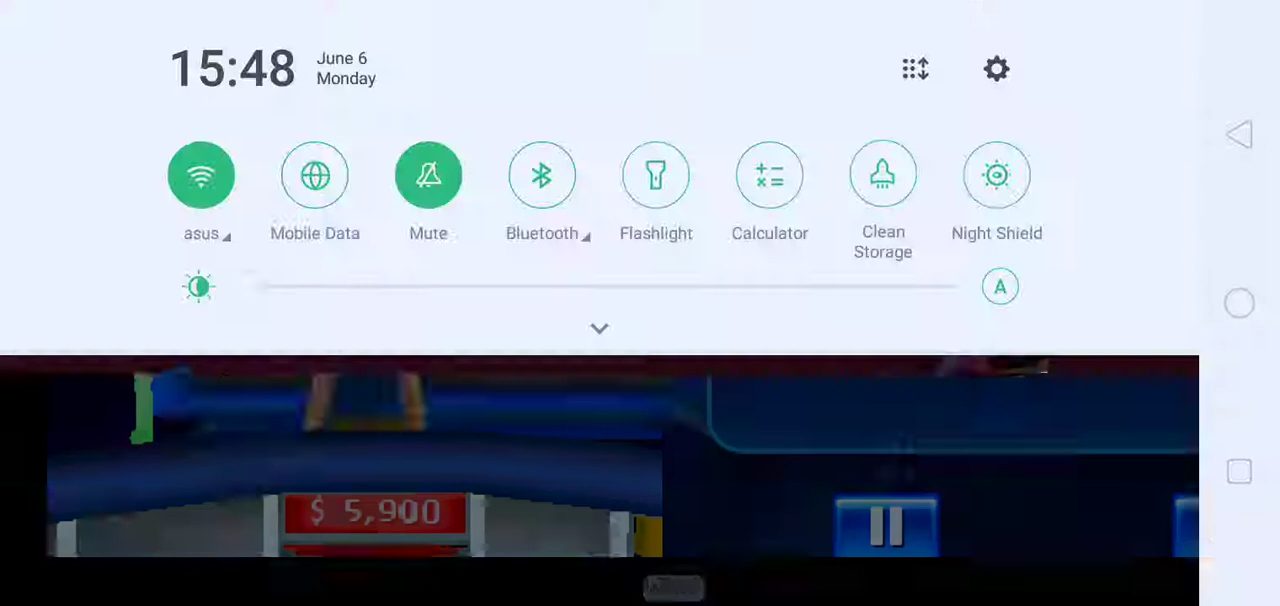 15:48
June 6
Monday
asus
Mobile Data
Mute
Bluetooth
Flashlight
Calculator
Clean
Storage
Night Shield
A
$ 5,900